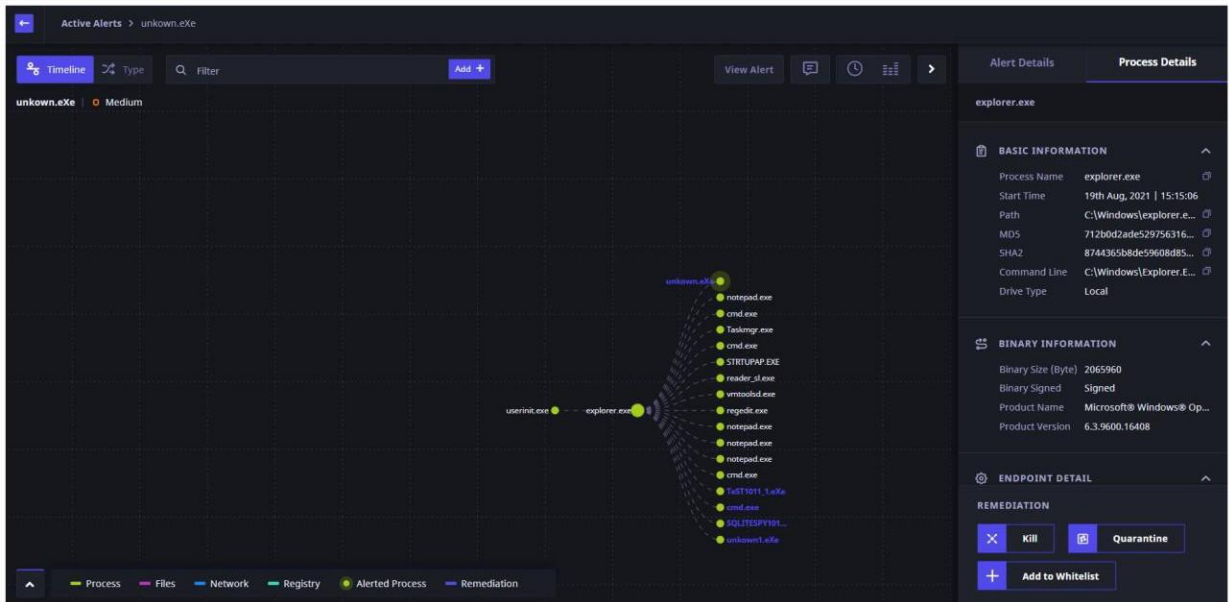 Active Alerts > unkown.eXe
Timeline Type Filter Add + View Alert
Alert Details Process Details
unkown.eXe Medium
explorer.exe
BASIC INFORMATION
Process Name explorer.exe
Start Time 19th Aug, 2021 | 15:15:06
Path C:\Windows\explorer.e...
MD5 712b0d2ade529756316...
SHA2 8744365b8de59608d85...
Command Line C:\Windows\Explorer.E...
Drive Type Local
BINARY INFORMATION
Binary Size (Byte) 2065960
Binary Signed Signed
Product Name Microsoft® Windows® Op...
Product Version 6.3.9600.16408
ENDPOINT DETAIL
REMEDIATION
Kill Quarantine
+ Add to Whitelist
unkown.eXe
notepad.exe
cmd.exe
Taskmgr.exe
cmd.exe
STRTUPAP.EXE
reader_sl.exe
vmtoolsd.exe
userinit.exe explorer.exe regedit.exe
notepad.exe
notepad.exe
notepad.exe
cmd.exe
TeST1011_1.eXe
cmd.exe
SQLITESPY101...
unkown1.eXe
Process Files Network Registry Alerted Process Remediation